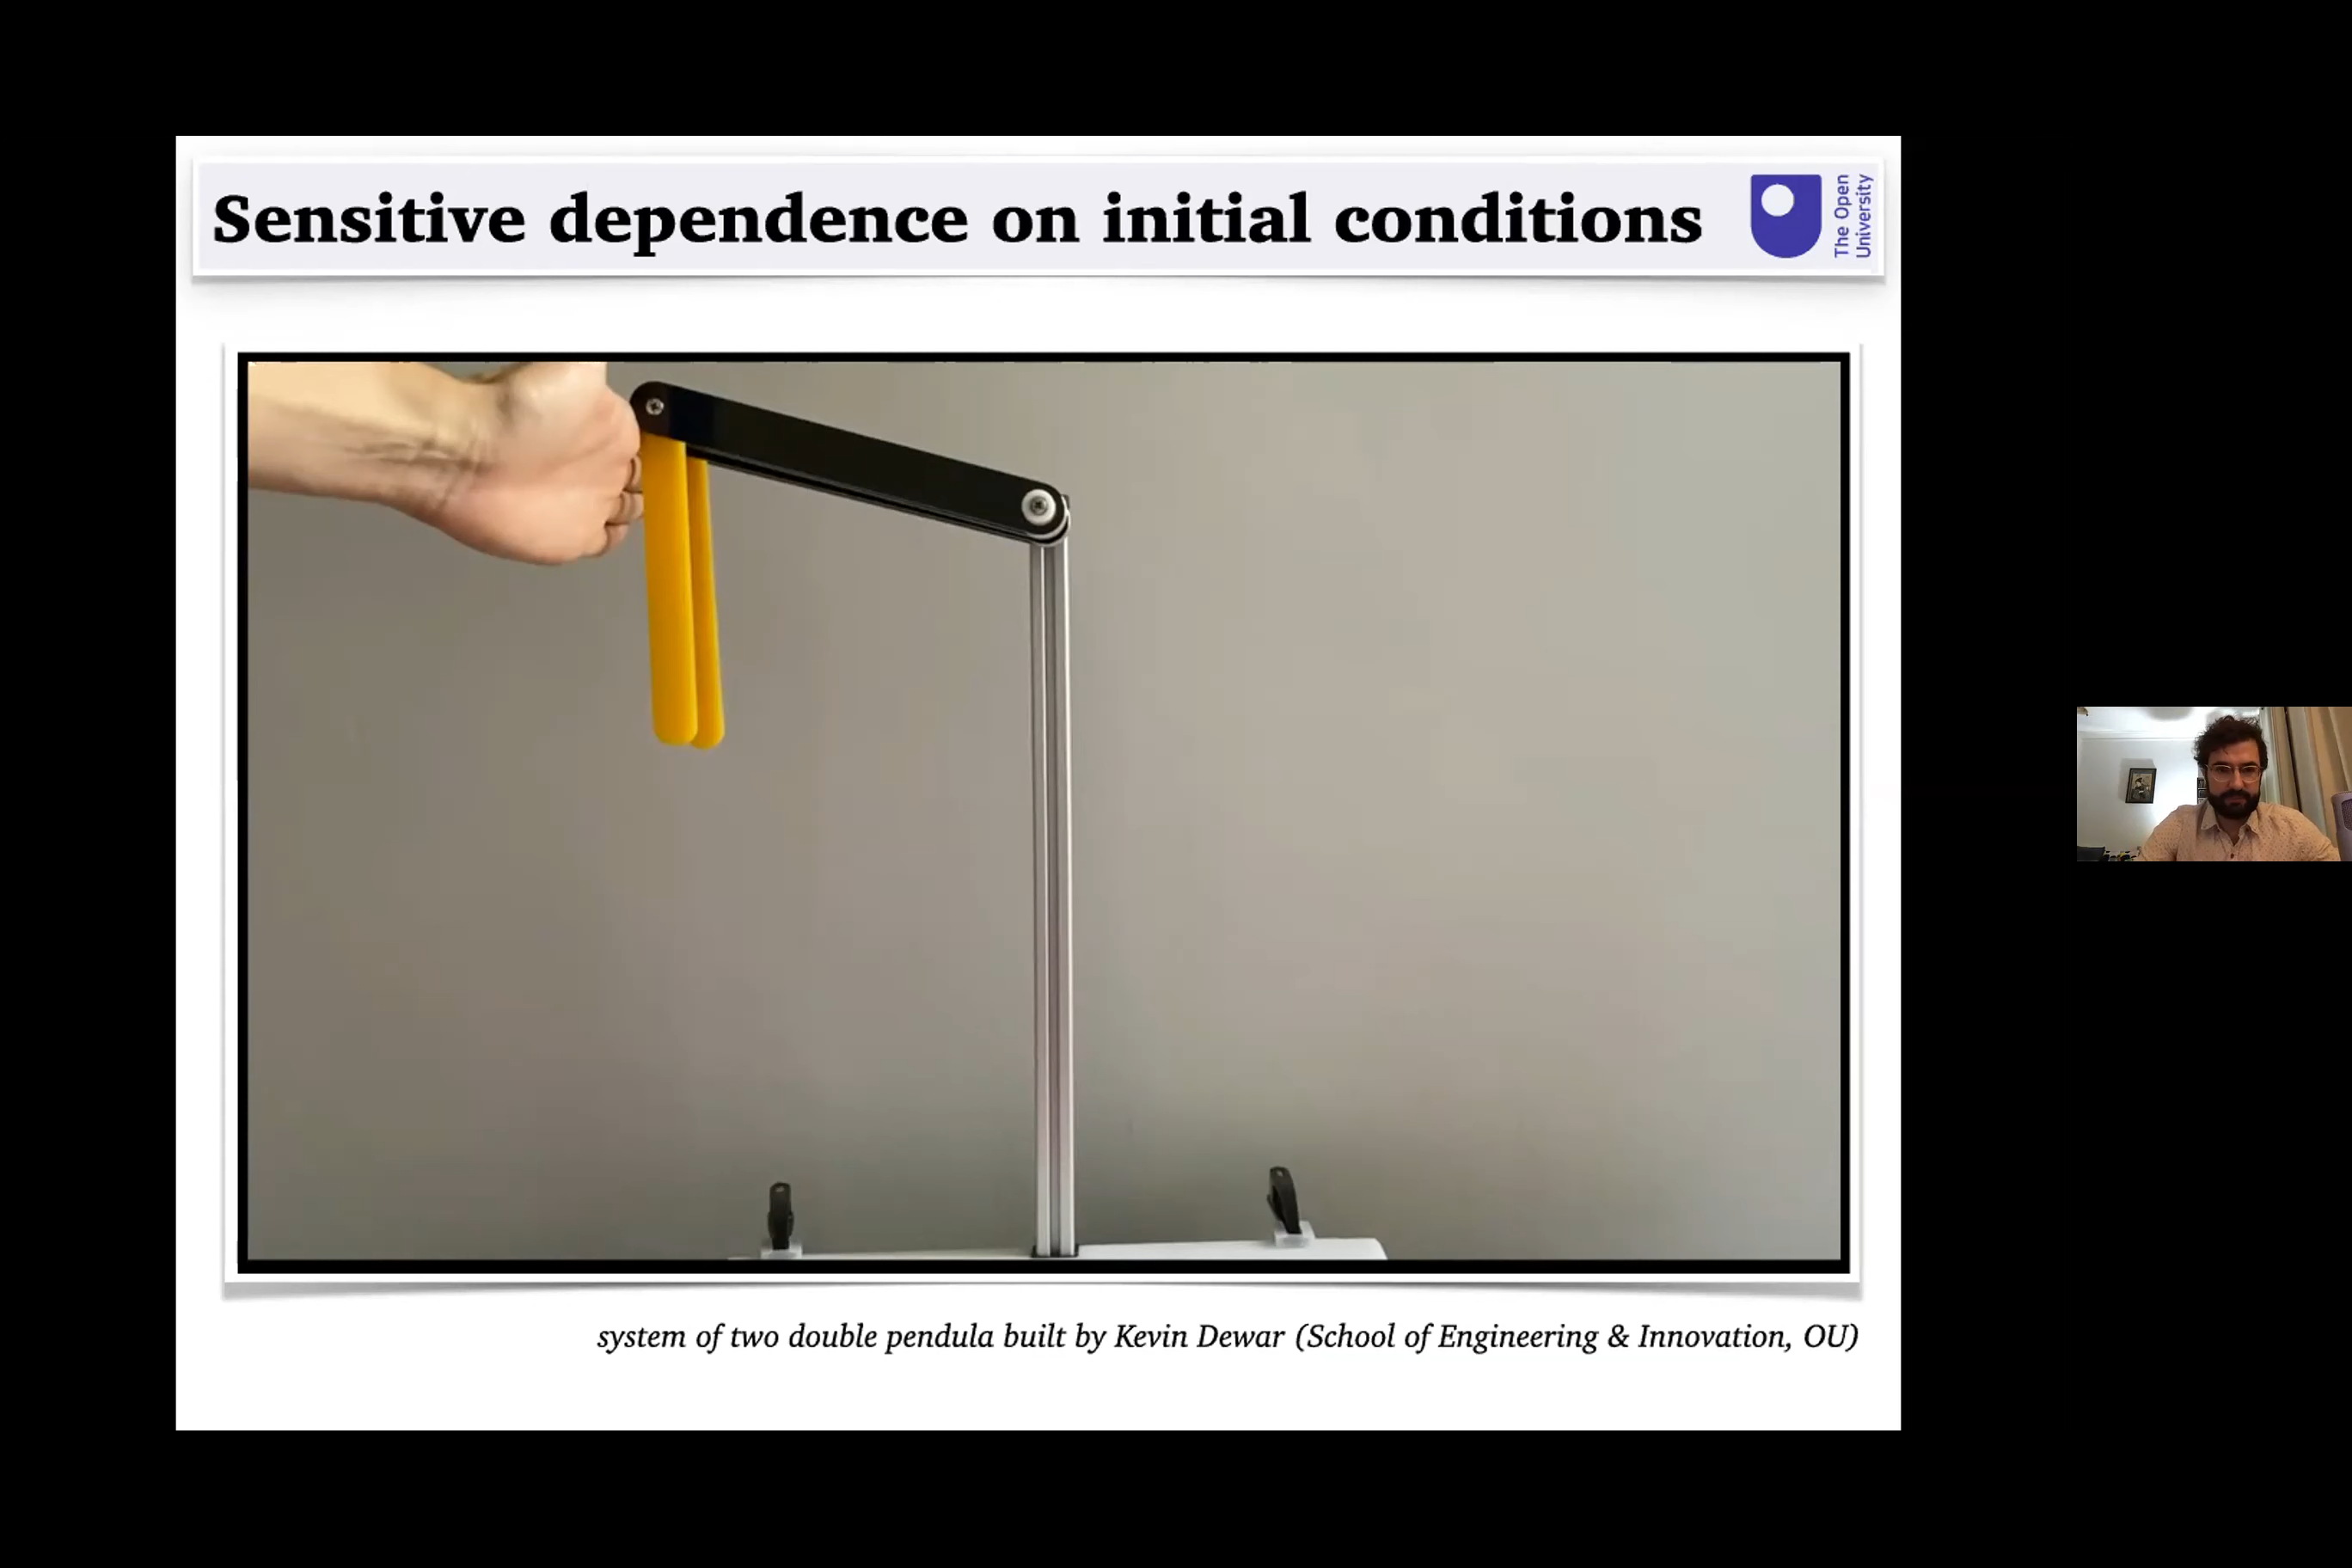 Sensitive dependence on initial conditions
The Open
University
system of two double pendula built by Kevin Dewar (School of Engineering & Innovation, OU)